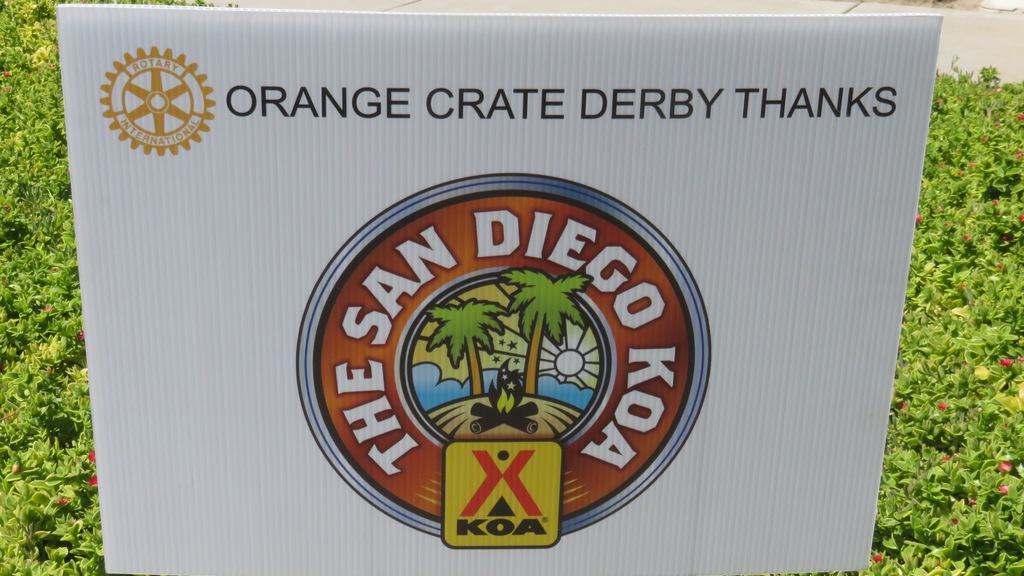 ROTARY
INTERNATIONAL
ORANGE CRATE DERBY THANKS
THE SAN DIEGO KOA
KOA